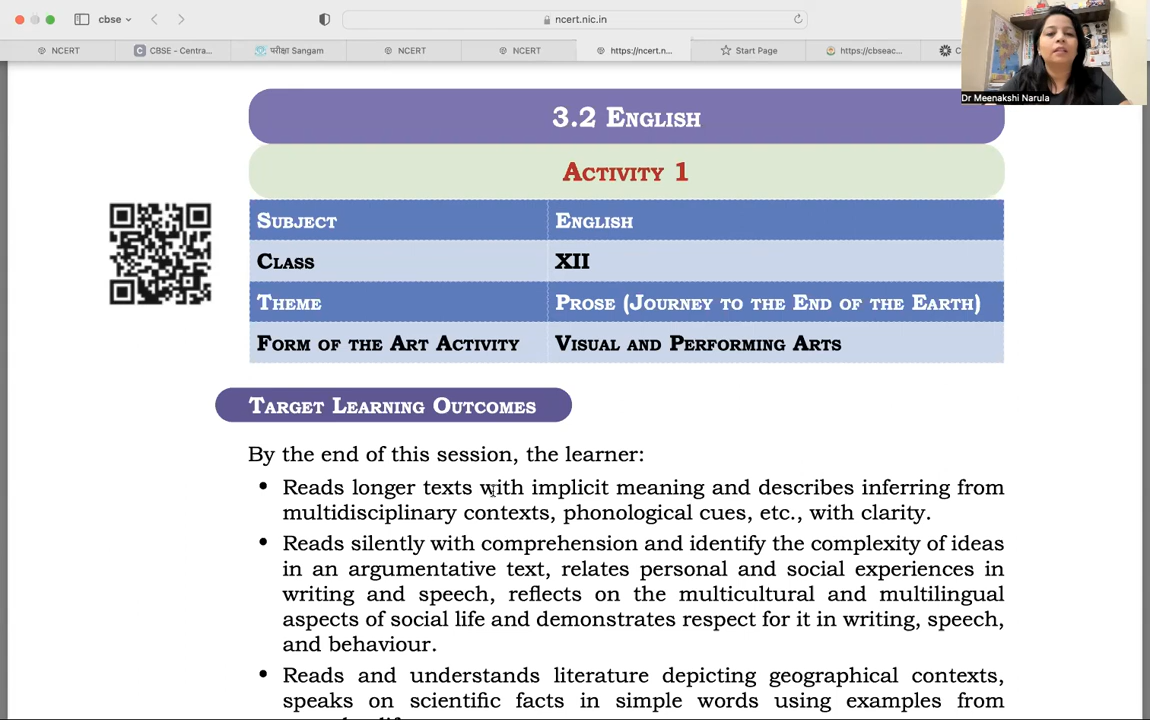 cbse
ncert.nic.in
NCERT
CBSE - Centra...
परीक्षा Sangam
NCERT
NCERT
https://ncert.n...
Start Page
https://cbseac...
C
Dr Meenakshi Narula
3.2 ENGLISH
ACTIVITY 1
SUBJECT ENGLISH
CLASS XII
THEME PROSE (JOURNEY TO THE END OF THE EARTH)
FORM OF THE ART ACTIVITY VISUAL AND PERFORMING ARTS
TARGET LEARNING OUTCOMES
By the end of this session, the learner:
• Reads longer texts with implicit meaning and describes inferring from
multidisciplinary contexts, phonological cues, etc., with clarity.
• Reads silently with comprehension and identify the complexity of ideas
in an argumentative text, relates personal and social experiences in
writing and speech, reflects on the multicultural and multilingual
aspects of social life and demonstrates respect for it in writing, speech,
and behaviour.
• Reads and understands literature depicting geographical contexts,
speaks on scientific facts in simple words using examples from